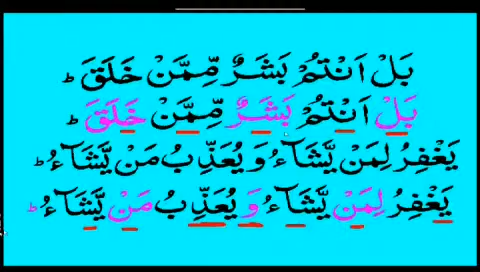 بَلْ اَنْتُمْ بَشَرٌ مِّمَّنْ خَلَقَ ؕ
بَلْ اَنْتُمْ بَشَرٌ مِّمَّنْ خَلَقَ ؕ
يَغْفِرُ لِمَنْ يَّشَآءُ وَ يُعَذِّبُ مَنْ يَّشَآءُ ؕ
يَغْفِرُ لِمَنْ يَّشَآءُ وَ يُعَذِّبُ مَنْ يَّشَآءُ ؕ